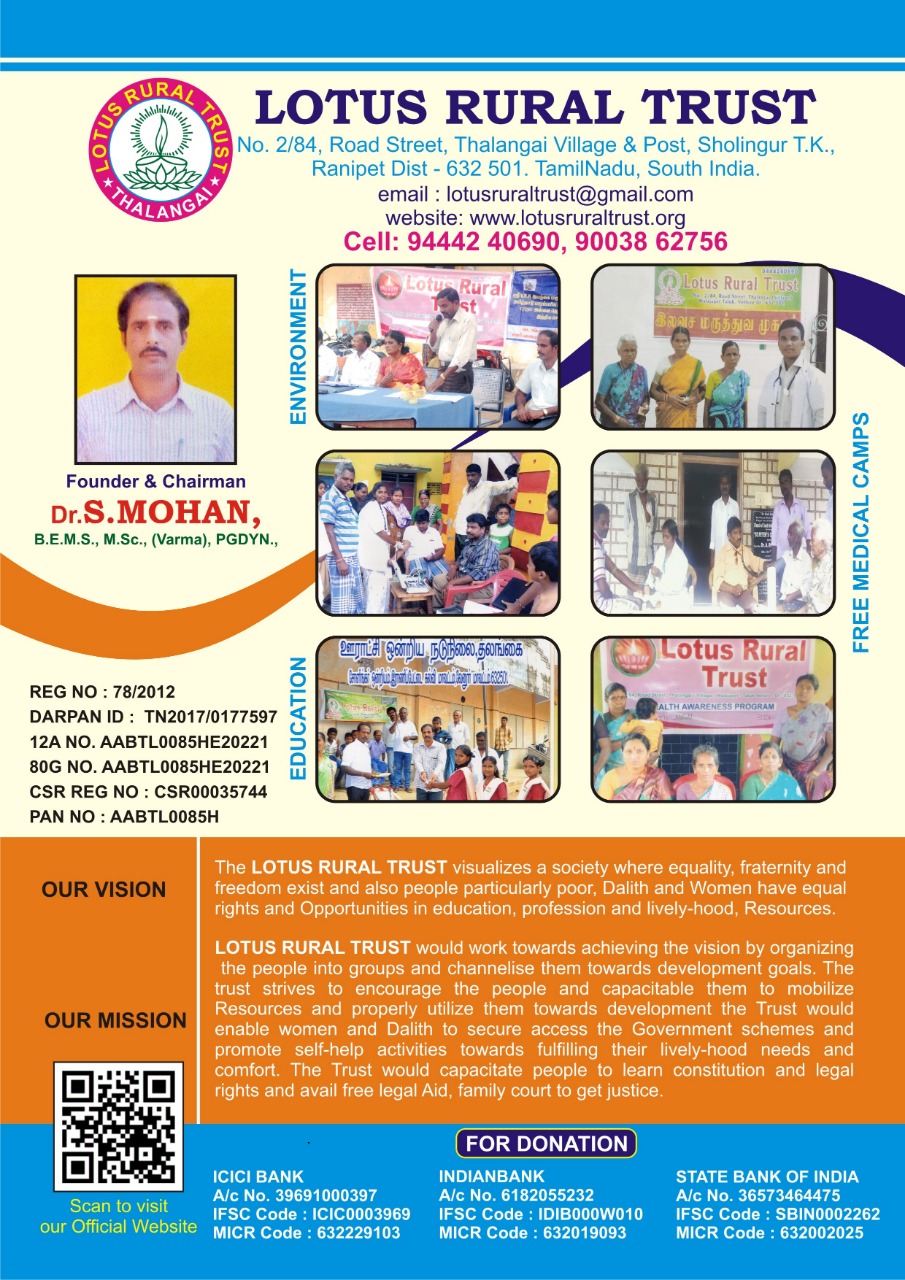 LOTUS RURAL TRUST
★ THALANGAI ★
LOTUS RURAL TRUST
No. 2/84, Road Street, Thalangai Village & Post, Sholingur T.K.,
Ranipet Dist - 632 501. TamilNadu, South India.
email : lotusruraltrust@gmail.com
website: www.lotusruraltrust.org
Cell: 94442 40690, 90038 62756
Founder & Chairman
Dr.S.MOHAN,
B.E.M.S., M.Sc., (Varma), PGDYN.,
ENVIRONMENT
Lotus Rural
Trust
9444240690
Lotus Rural Trust
இலவச மருத்துவ முகாம்
FREE MEDICAL CAMPS
EDUCATION
ஊராட்சி ஒன்றிய நடுநிலை,தலங்கை
Lotus Rural
Trust
HEALTH AWARENESS PROGRAM
REG NO : 78/2012
DARPAN ID : TN2017/0177597
12A NO. AABTL0085HE20221
80G NO. AABTL0085HE20221
CSR REG NO : CSR00035744
PAN NO : AABTL0085H
OUR VISION
The LOTUS RURAL TRUST visualizes a society where equality, fraternity and
freedom exist and also people particularly poor, Dalith and Women have equal
rights and Opportunities in education, profession and lively-hood, Resources.
OUR MISSION
LOTUS RURAL TRUST would work towards achieving the vision by organizing
the people into groups and channelise them towards development goals. The
trust strives to encourage the people and capacitable them to mobilize
Resources and properly utilize them towards development the Trust would
enable women and Dalith to secure access the Government schemes and
promote self-help activities towards fulfilling their lively-hood needs and
comfort. The Trust would capacitate people to learn constitution and legal
rights and avail free legal Aid, family court to get justice.
Scan to visit
our Official Website
FOR DONATION
ICICI BANK
A/c No. 39691000397
IFSC Code : ICIC0003969
MICR Code : 632229103
INDIANBANK
A/c No. 6182055232
IFSC Code : IDIB000W010
MICR Code : 632019093
STATE BANK OF INDIA
A/c No. 36573464475
IFSC Code : SBIN0002262
MICR Code : 632002025